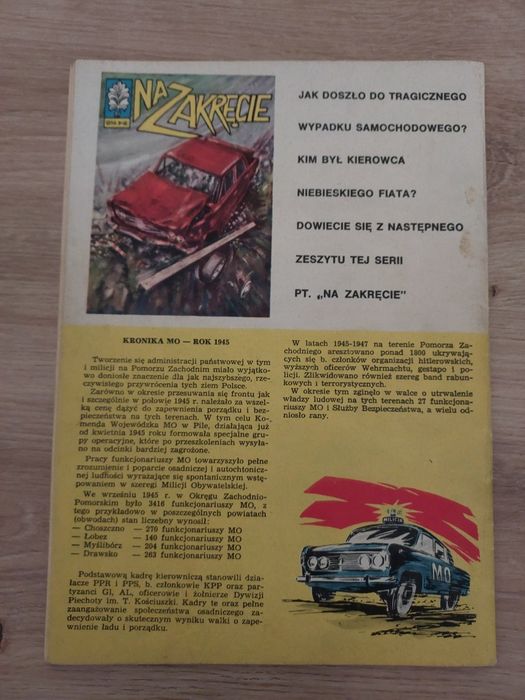 NA
ZAKRĘCIE
JAK DOSZŁO DO TRAGICZNEGO
WYPADKU SAMOCHODOWEGO?
KIM BYŁ KIEROWCA
NIEBIESKIEGO FIATA?
DOWIECIE SIĘ Z NASTĘPNEGO
ZESZYTU TEJ SERII
PT. „NA ZAKRĘCIE"
KRONIKA MO — ROK 1945
Tworzenie się administracji państwowej w tym
i milicji na Pomorzu Zachodnim miało wyjątko-
wo doniosłe znaczenie dla jak najszybszego, rze-
czywistego przywrócenia tych ziem Polsce.
Zarówno w okresie przesuwania się frontu jak
i szczególnie w połowie 1945 r. należało za wszel-
ką cenę dążyć do zapewnienia porządku i bez-
pieczeństwa na tych terenach. W tym celu Ko-
menda Wojewódzka MO w Pile, działająca już
od kwietnia 1945 roku formowała specjalne gru-
py operacyjne, które po przeszkoleniach wysyła-
no na odcinki bardziej zagrożone.
Pracy funkcjonariuszy MO towarzyszyło pełne
zrozumienie i poparcie osadniczej i autochtonicz-
nej ludności wyrażające się spontanicznym wstę-
powaniem w szeregi Milicji Obywatelskiej.
We wrześniu 1945 r. w Okręgu Zachodnio-
Pomorskim było 3416 funkcjonariuszy MO, z
tego przykładowo w poszczególnych powiatach
(obwodach) stan liczebny wynosił:
— Choszczno — 270 funkcjonariuszy MO
— Łobez — 140 funkcjonariuszy MO
— Myślibórz — 204 funkcjonariuszy MO
— Drawsko — 263 funkcjonariuszy MO
Podstawową kadrę kierowniczą stanowili dzia-
łacze PPR i PPS, b. członkowie KPP oraz par-
tyzanci Gl, AL, oficerowie i żołnierze Dywizji
Piechoty im. T. Kościuszki. Kadry te oraz pełne
zaangażowanie społeczeństwa osadniczego za-
decydowały o skutecznym wyniku walki o zape-
wnienie ładu i porządku.
W latach 1945-1947 na terenie Pomorza Za-
chodniego aresztowano ponad 1800 ukrywają-
cych się b. członków organizacji hitlerowskich,
wyższych oficerów Wehrmachtu, gestapo i po-
licji. Zlikwidowano również szereg band rabun-
kowych i terrorystycznych.
W okresie tym zginęło w walce o utrwalenie
władzy ludowej na tych terenach 27 funkcjona-
riuszy MO i Służby Bezpieczeństwa, a wielu od-
niosło rany.
MILICJA
MO